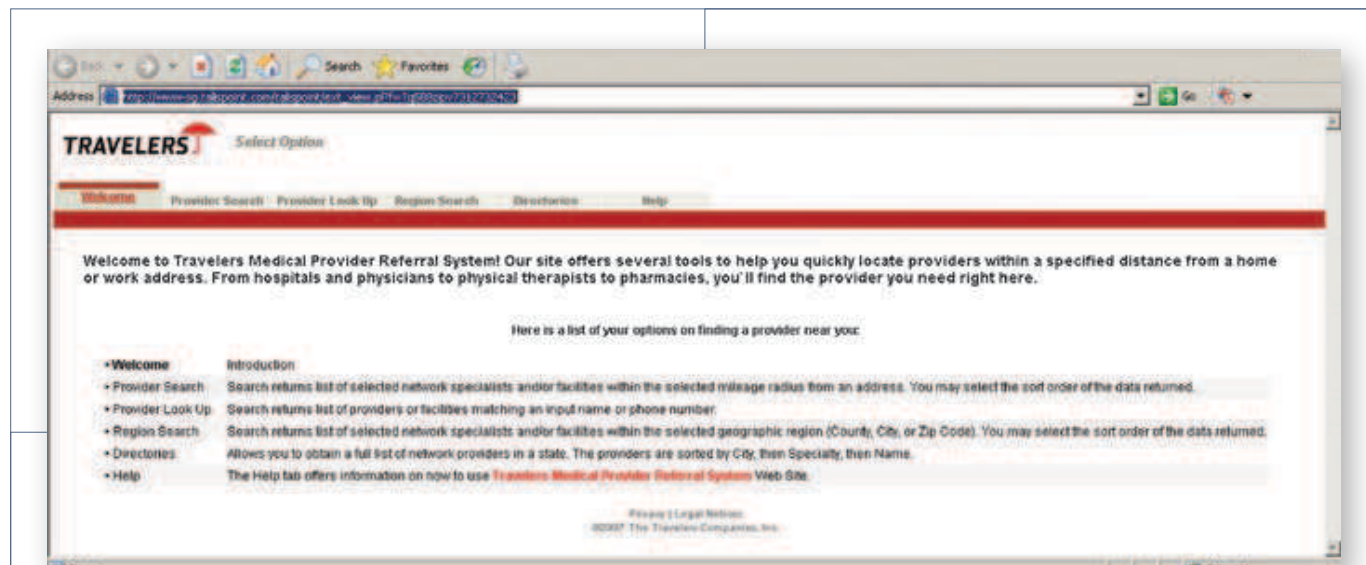 Back Search Favorites
Address Go
TRAVELERS Select Option
Welcome Provider Search Provider Look Up Region Search Directories Help
Welcome to Travelers Medical Provider Referral System! Our site offers several tools to help you quickly locate providers within a specified distance from a home
or work address. From hospitals and physicians to physical therapists to pharmacies, you'll find the provider you need right here.
Here is a list of your options on finding a provider near you:
• Welcome Introduction
• Provider Search Search returns list of selected network specialists and/or facilities within the selected mileage radius from an address. You may select the sort order of the data returned.
• Provider Look Up Search returns list of providers or facilities matching an input name or phone number.
• Region Search Search returns list of selected network specialists and/or facilities within the selected geographic region (County, City, or Zip Code). You may select the sort order of the data returned.
• Directories Allows you to obtain a full list of network providers in a state. The providers are sorted by City, then Specialty, then Name.
• Help The Help tab offers information on how to use Travelers Medical Provider Referral System Web Site.
Privacy | Legal Notices
©2007 The Travelers Companies, Inc.